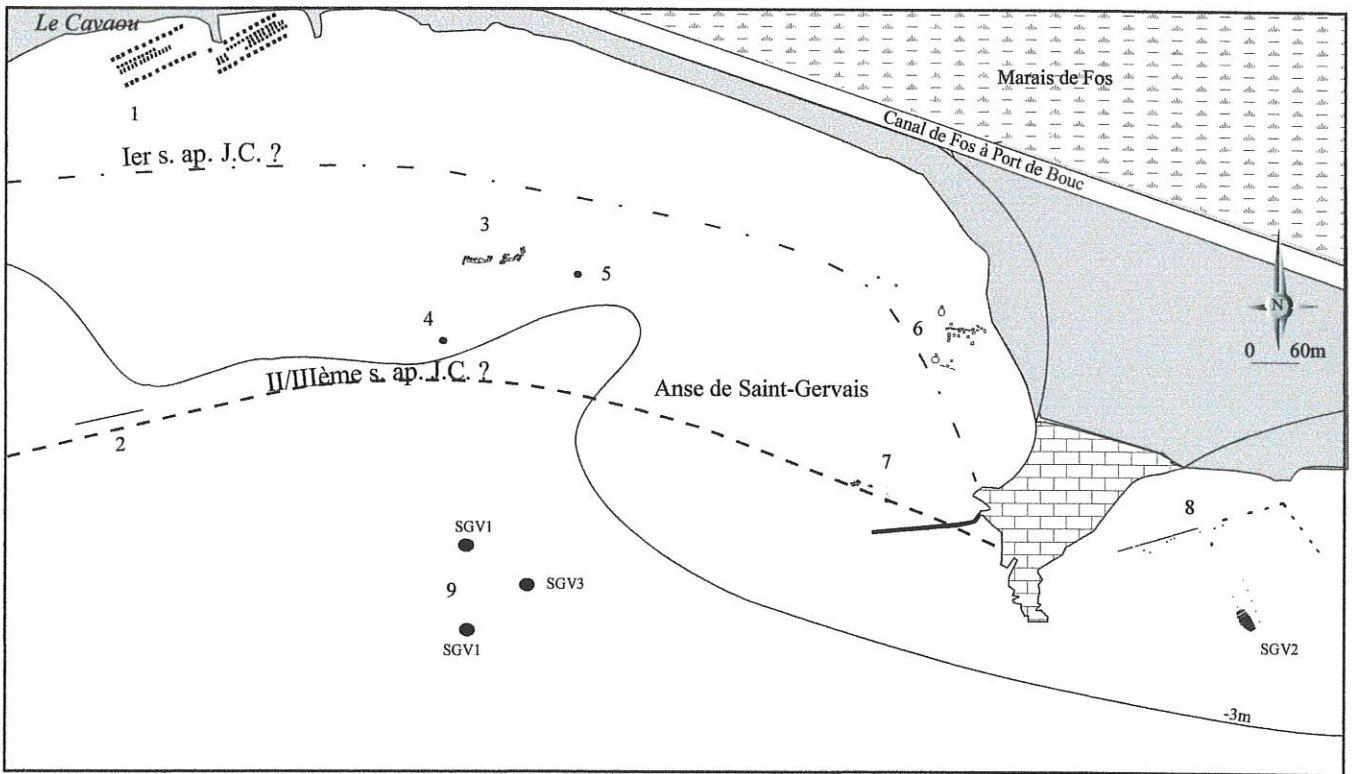 Le Cavaou
Marais de Fos
1
Canal de Fos à Port de Bouc
Ier s. ap. J.C. ?
3
5
N
4
6
0 60m
II/IIIème s. ap. J.C. ?
Anse de Saint-Gervais
2
7
8
SGV1
SGV3
9
SGV1
SGV2
-3m